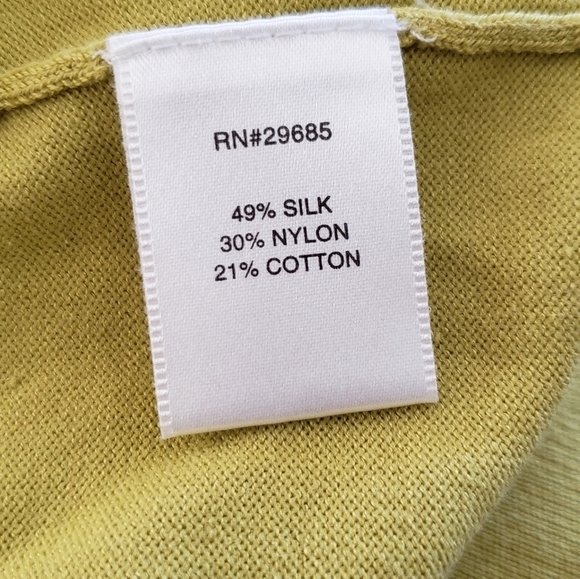 RN#29685
49% SILK
30% NYLON
21% COTTON